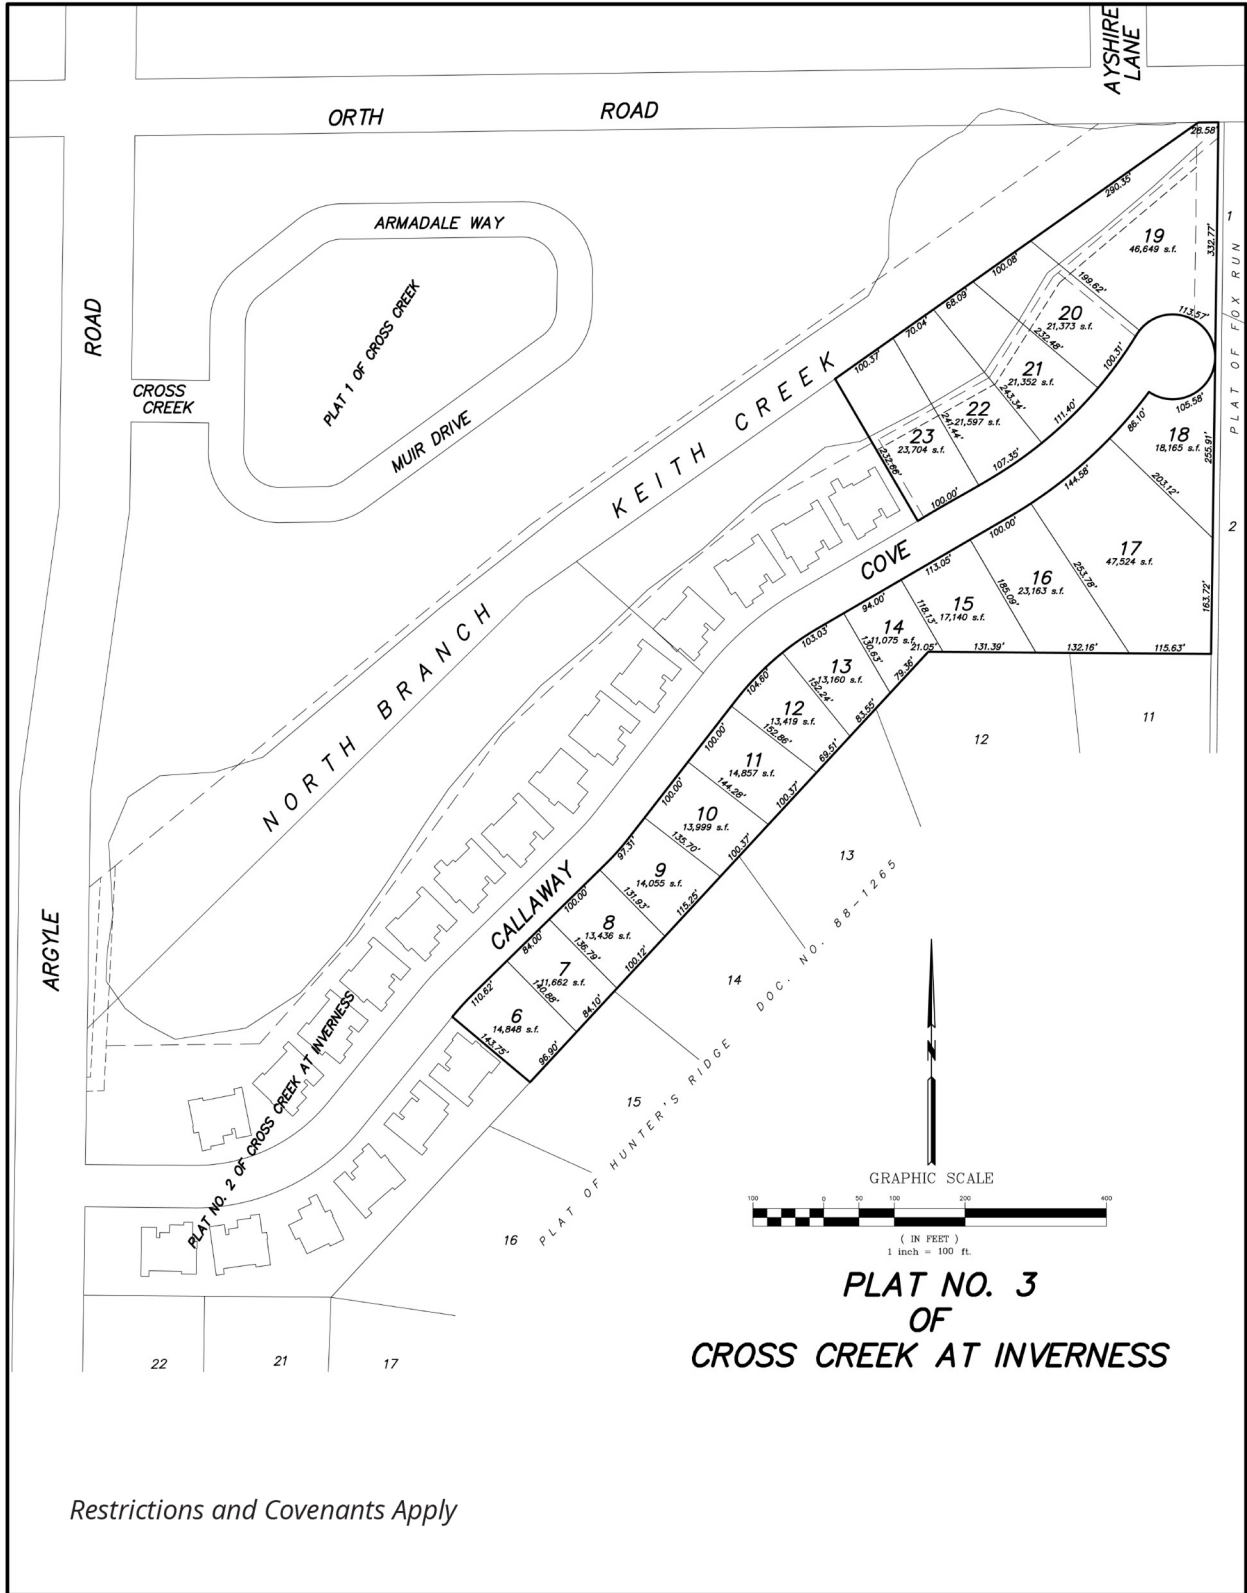 AYSHIRE
LANE
ORTH ROAD
28.58'
290.35'
ARMADALE WAY
1
19
46,649 s.f.
332.77'
100.08'
199.62'
PLAT OF FOX RUN
68.09'
113.57'
20
21,373 s.f.
ROAD
70.04'
232.48'
100.31'
PLAT 1 OF CROSS CREEK
100.37'
21
21,352 s.f.
243.34'
CROSS
CREEK
111.40'
105.58'
86.10'
MUIR DRIVE
22
21,597 s.f.
241.44'
23
23,704 s.f.
18
18,165 s.f.
255.91'
232.66'
107.35'
KEITH CREEK
144.58'
203.12'
100.00'
2
100.00'
COVE
17
47,524 s.f.
113.05'
253.78'
16
23,163 s.f.
185.09'
94.00'
15
17,140 s.f.
118.13'
163.72'
NORTH BRANCH
103.03'
14
11,075 s.f.
130.63'
21.05'
131.39'
132.16'
115.63'
13
13,160 s.f.
79.36'
104.60'
152.24'
12
13,419 s.f.
83.55'
11
12
100.00'
152.86'
69.51'
11
14,857 s.f.
144.28'
100.00'
100.37'
10
13,999 s.f.
135.70'
97.31'
100.37'
13
9
14,055 s.f.
131.93'
CALLAWAY
100.00'
115.25'
8
13,436 s.f.
136.79'
84.00'
100.12'
ARGYLE
7
11,662 s.f.
140.88'
14
110.62'
84.10'
6
14,848 s.f.
143.75'
96.90'
PLAT NO. 2 OF CROSS CREEK AT INVERNESS
N
15
PLAT OF HUNTER'S RIDGE DOC. NO. 88-1265
16
GRAPHIC SCALE
100 0 50 100 200 400
( IN FEET )
1 inch = 100 ft.
PLAT NO. 3
OF
CROSS CREEK AT INVERNESS
22 21 17
Restrictions and Covenants Apply